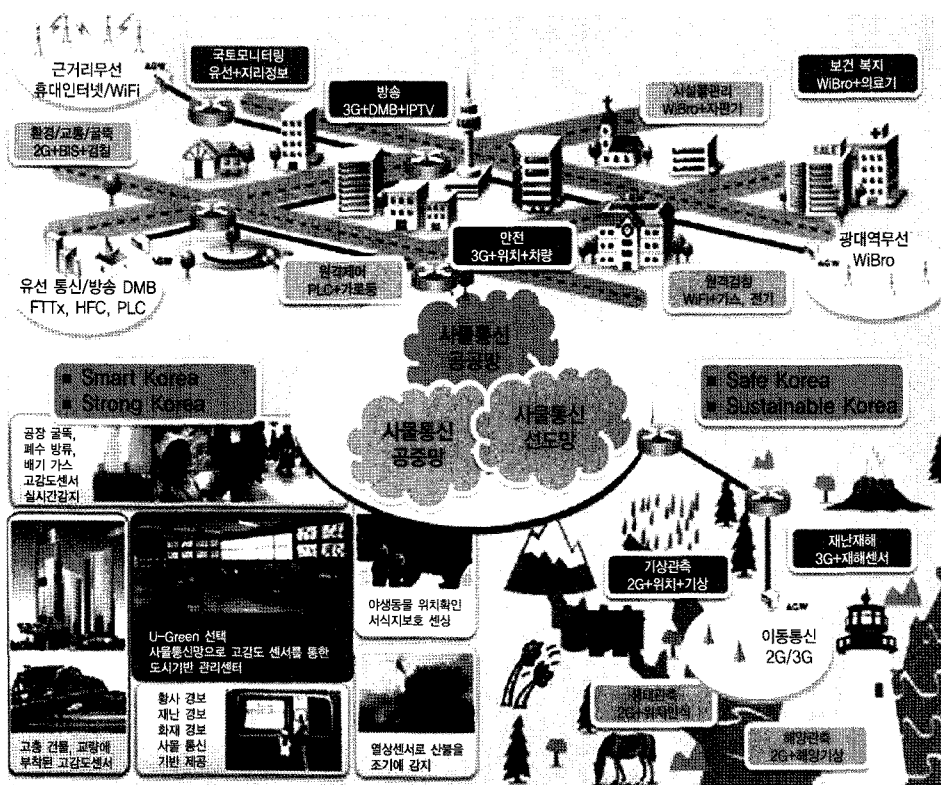 AGW
근거리무선
휴대인터넷/WiFi
국토모니터링
유선+지리정보
방송
3G+DMB+IPTV
시설물관리
WiBro+자판기
보건 복지
WiBro+의료기
환경/교통/굴뚝
2G+BIS+검침
SALE
안전
3G+위치+차량
광대역무선
WiBro
AGW
AGW
유선 통신/방송 DMB
FTTx, HFC, PLC
원격제어
PLC+가로등
원격검침
WiFi+가스, 전기
사물통신
공공망
사물통신
공중망
사물통신
선도망
■ Smart Korea
■ Strong Korea
■ Safe Korea
■ Sustainable Korea
공장 굴뚝,
폐수 방류,
배기 가스
고감도센서
실시간감지
고층 건물, 교량에
부착된 고감도센서
U-Green 선택
사물통신망으로 고감도 센서를 통한
도시기반 관리센터
황사 경보
재난 경보
화재 경보
사물 통신
기반 제공
야생동물 위치확인
서식지보호 센싱
열상센서로 산불을
조기에 감지
기상관측
2G+위치+기상
재난재해
3G+재해센서
AGW
이동통신
2G/3G
2G+위치인식
해양관측
2G+해양기상